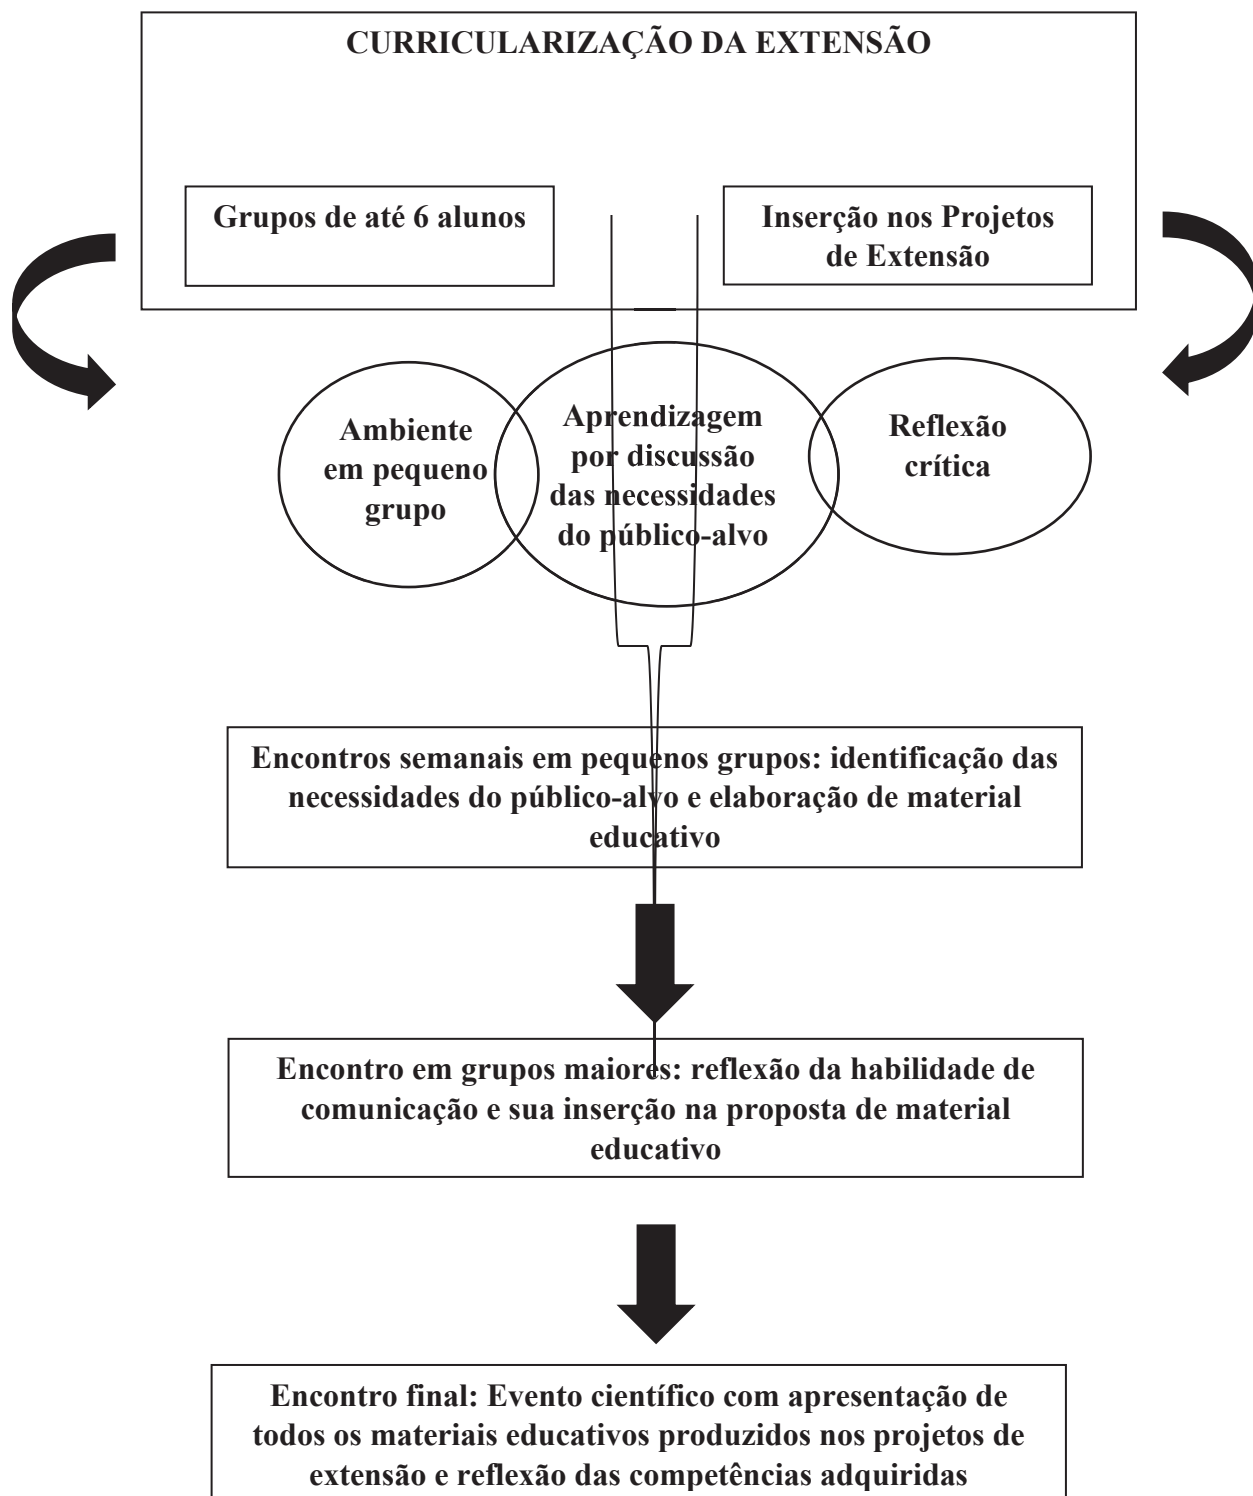 CURRICULARIZAÇÃO DA EXTENSÃO
Grupos de até 6 alunos
Inserção nos Projetos
de Extensão
Ambiente
em pequeno
grupo
Aprendizagem
por discussão
das necessidades
do público-alvo
Reflexão
crítica
Encontros semanais em pequenos grupos: identificação das
necessidades do público-alvo e elaboração de material
educativo
Encontro em grupos maiores: reflexão da habilidade de
comunicação e sua inserção na proposta de material
educativo
Encontro final: Evento científico com apresentação de
todos os materiais educativos produzidos nos projetos de
extensão e reflexão das competências adquiridas